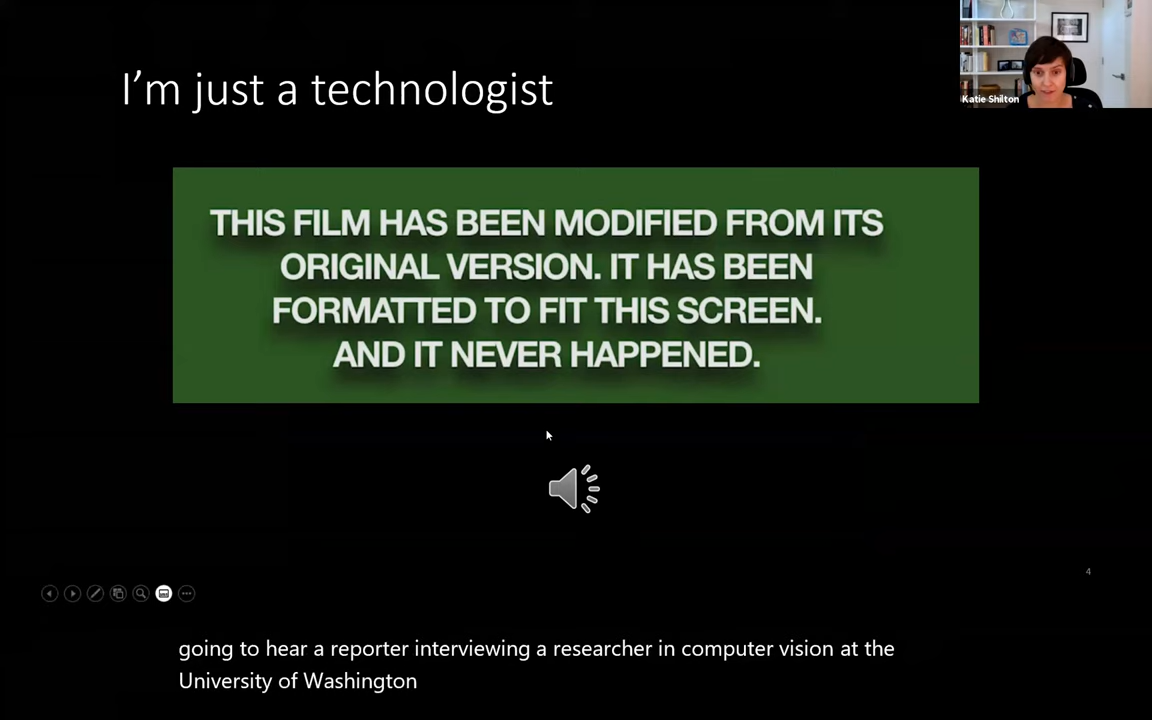 I'm just a technologist
Katie Shilton
THIS FILM HAS BEEN MODIFIED FROM ITS
ORIGINAL VERSION. IT HAS BEEN
FORMATTED TO FIT THIS SCREEN.
AND IT NEVER HAPPENED.
4
going to hear a reporter interviewing a researcher in computer vision at the
University of Washington